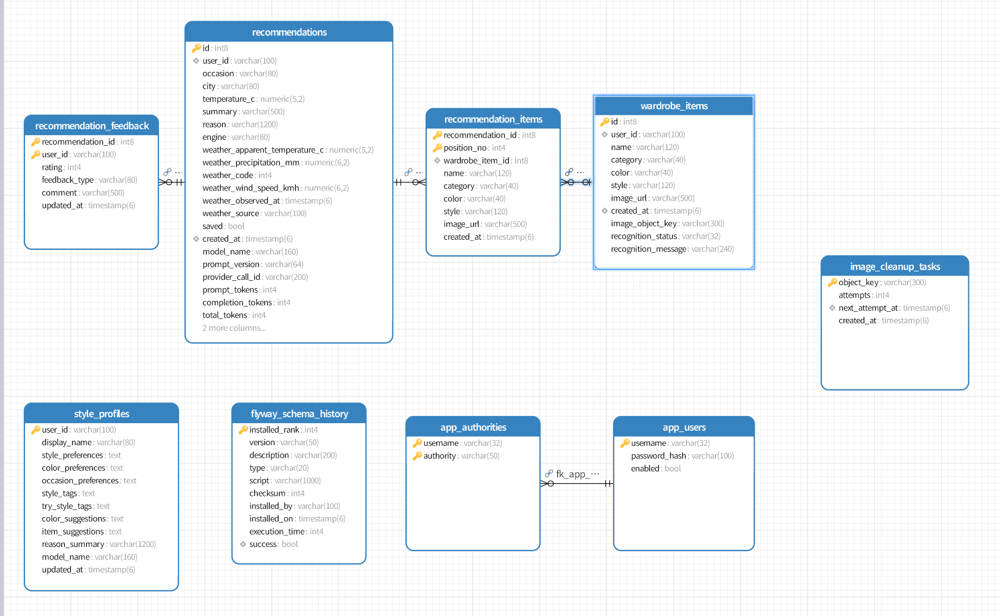 recommendations
id : int8
user_id : varchar(100)
occasion : varchar(80)
city : varchar(80)
temperature_c : numeric(5,2)
summary : varchar(500)
reason : varchar(1200)
engine : varchar(80)
weather_apparent_temperature_c : numeric(5,2)
weather_precipitation_mm : numeric(6,2)
weather_code : int4
weather_wind_speed_kmh : numeric(6,2)
weather_observed_at : timestamp(6)
weather_source : varchar(100)
saved : bool
created_at : timestamp(6)
model_name : varchar(160)
prompt_version : varchar(64)
provider_call_id : varchar(200)
prompt_tokens : int4
completion_tokens : int4
total_tokens : int4
2 more columns...
recommendation_feedback
recommendation_id : int8
user_id : varchar(100)
rating : int4
feedback_type : varchar(80)
comment : varchar(500)
updated_at : timestamp(6)
...
...
recommendation_items
recommendation_id : int8
position_no : int4
wardrobe_item_id : int8
name : varchar(120)
category : varchar(40)
color : varchar(40)
style : varchar(120)
image_url : varchar(500)
created_at : timestamp(6)
...
wardrobe_items
id : int8
user_id : varchar(100)
name : varchar(120)
category : varchar(40)
color : varchar(40)
style : varchar(120)
image_url : varchar(500)
created_at : timestamp(6)
image_object_key : varchar(300)
recognition_status : varchar(32)
recognition_message : varchar(240)
image_cleanup_tasks
object_key : varchar(300)
attempts : int4
next_attempt_at : timestamp(6)
created_at : timestamp(6)
style_profiles
user_id : varchar(100)
display_name : varchar(80)
style_preferences : text
color_preferences : text
occasion_preferences : text
style_tags : text
try_style_tags : text
color_suggestions : text
item_suggestions : text
reason_summary : varchar(1200)
model_name : varchar(160)
updated_at : timestamp(6)
flyway_schema_history
installed_rank : int4
version : varchar(50)
description : varchar(200)
type : varchar(20)
script : varchar(1000)
checksum : int4
installed_by : varchar(100)
installed_on : timestamp(6)
execution_time : int4
success : bool
app_authorities
username : varchar(32)
authority : varchar(50)
fk_app_...
app_users
username : varchar(32)
password_hash : varchar(100)
enabled : bool